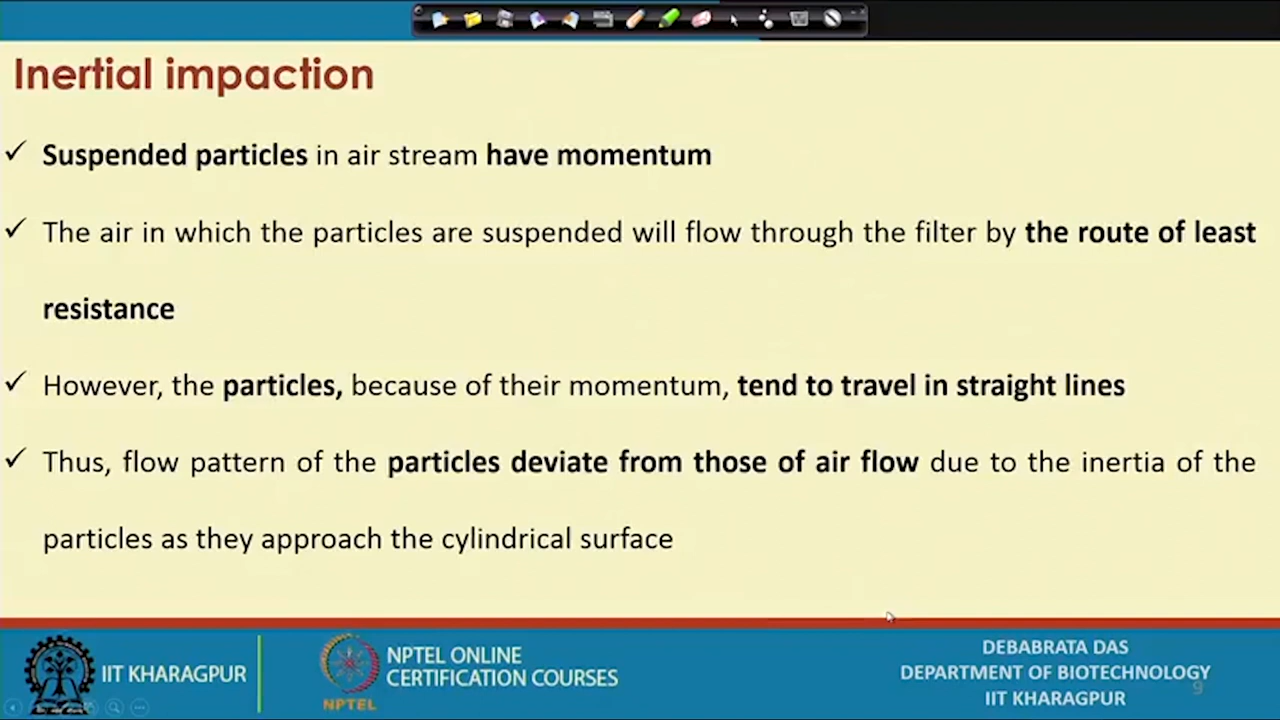 Inertial impaction
✓ Suspended particles in air stream have momentum
✓ The air in which the particles are suspended will flow through the filter by the route of least
resistance
✓ However, the particles, because of their momentum, tend to travel in straight lines
✓ Thus, flow pattern of the particles deviate from those of air flow due to the inertia of the
particles as they approach the cylindrical surface
IIT KHARAGPUR
NPTEL ONLINE
CERTIFICATION COURSES
NPTEL
DEBABRATA DAS
DEPARTMENT OF BIOTECHNOLOGY
IIT KHARAGPUR
9